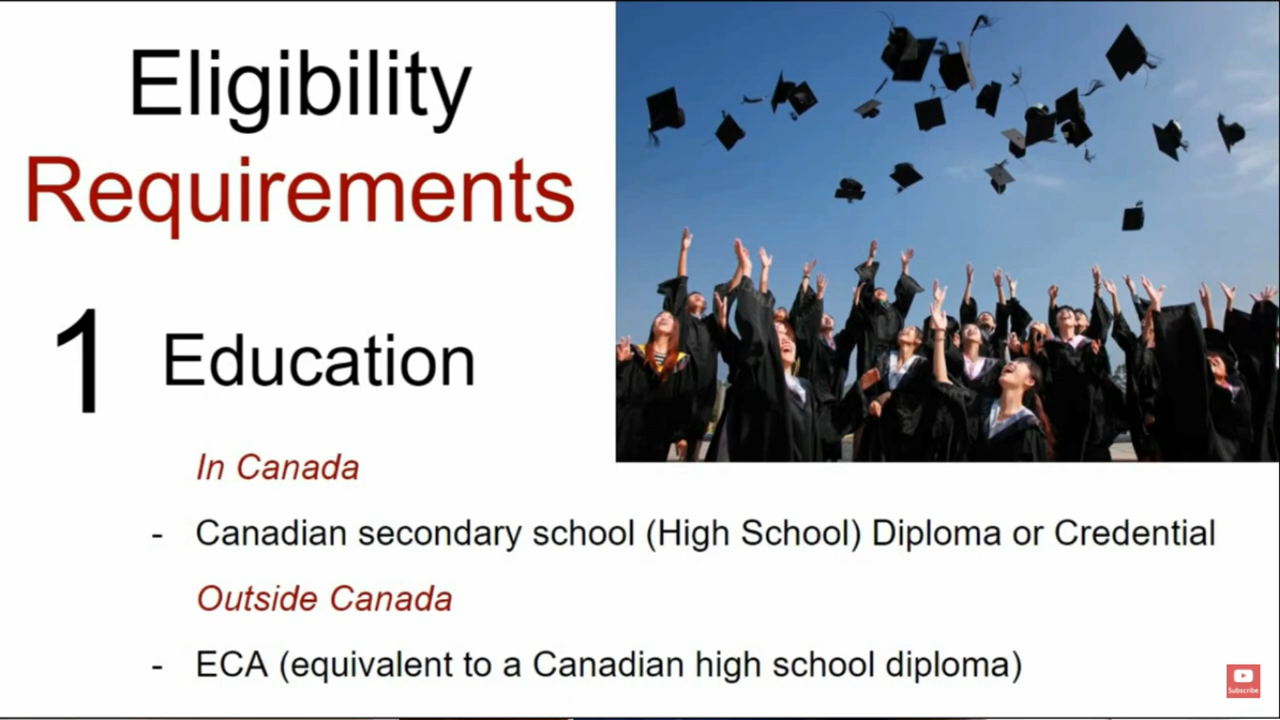 Eligibility
Requirements
1 Education
In Canada
- Canadian secondary school (High School) Diploma or Credential
Outside Canada
- ECA (equivalent to a Canadian high school diploma)
Subscribe